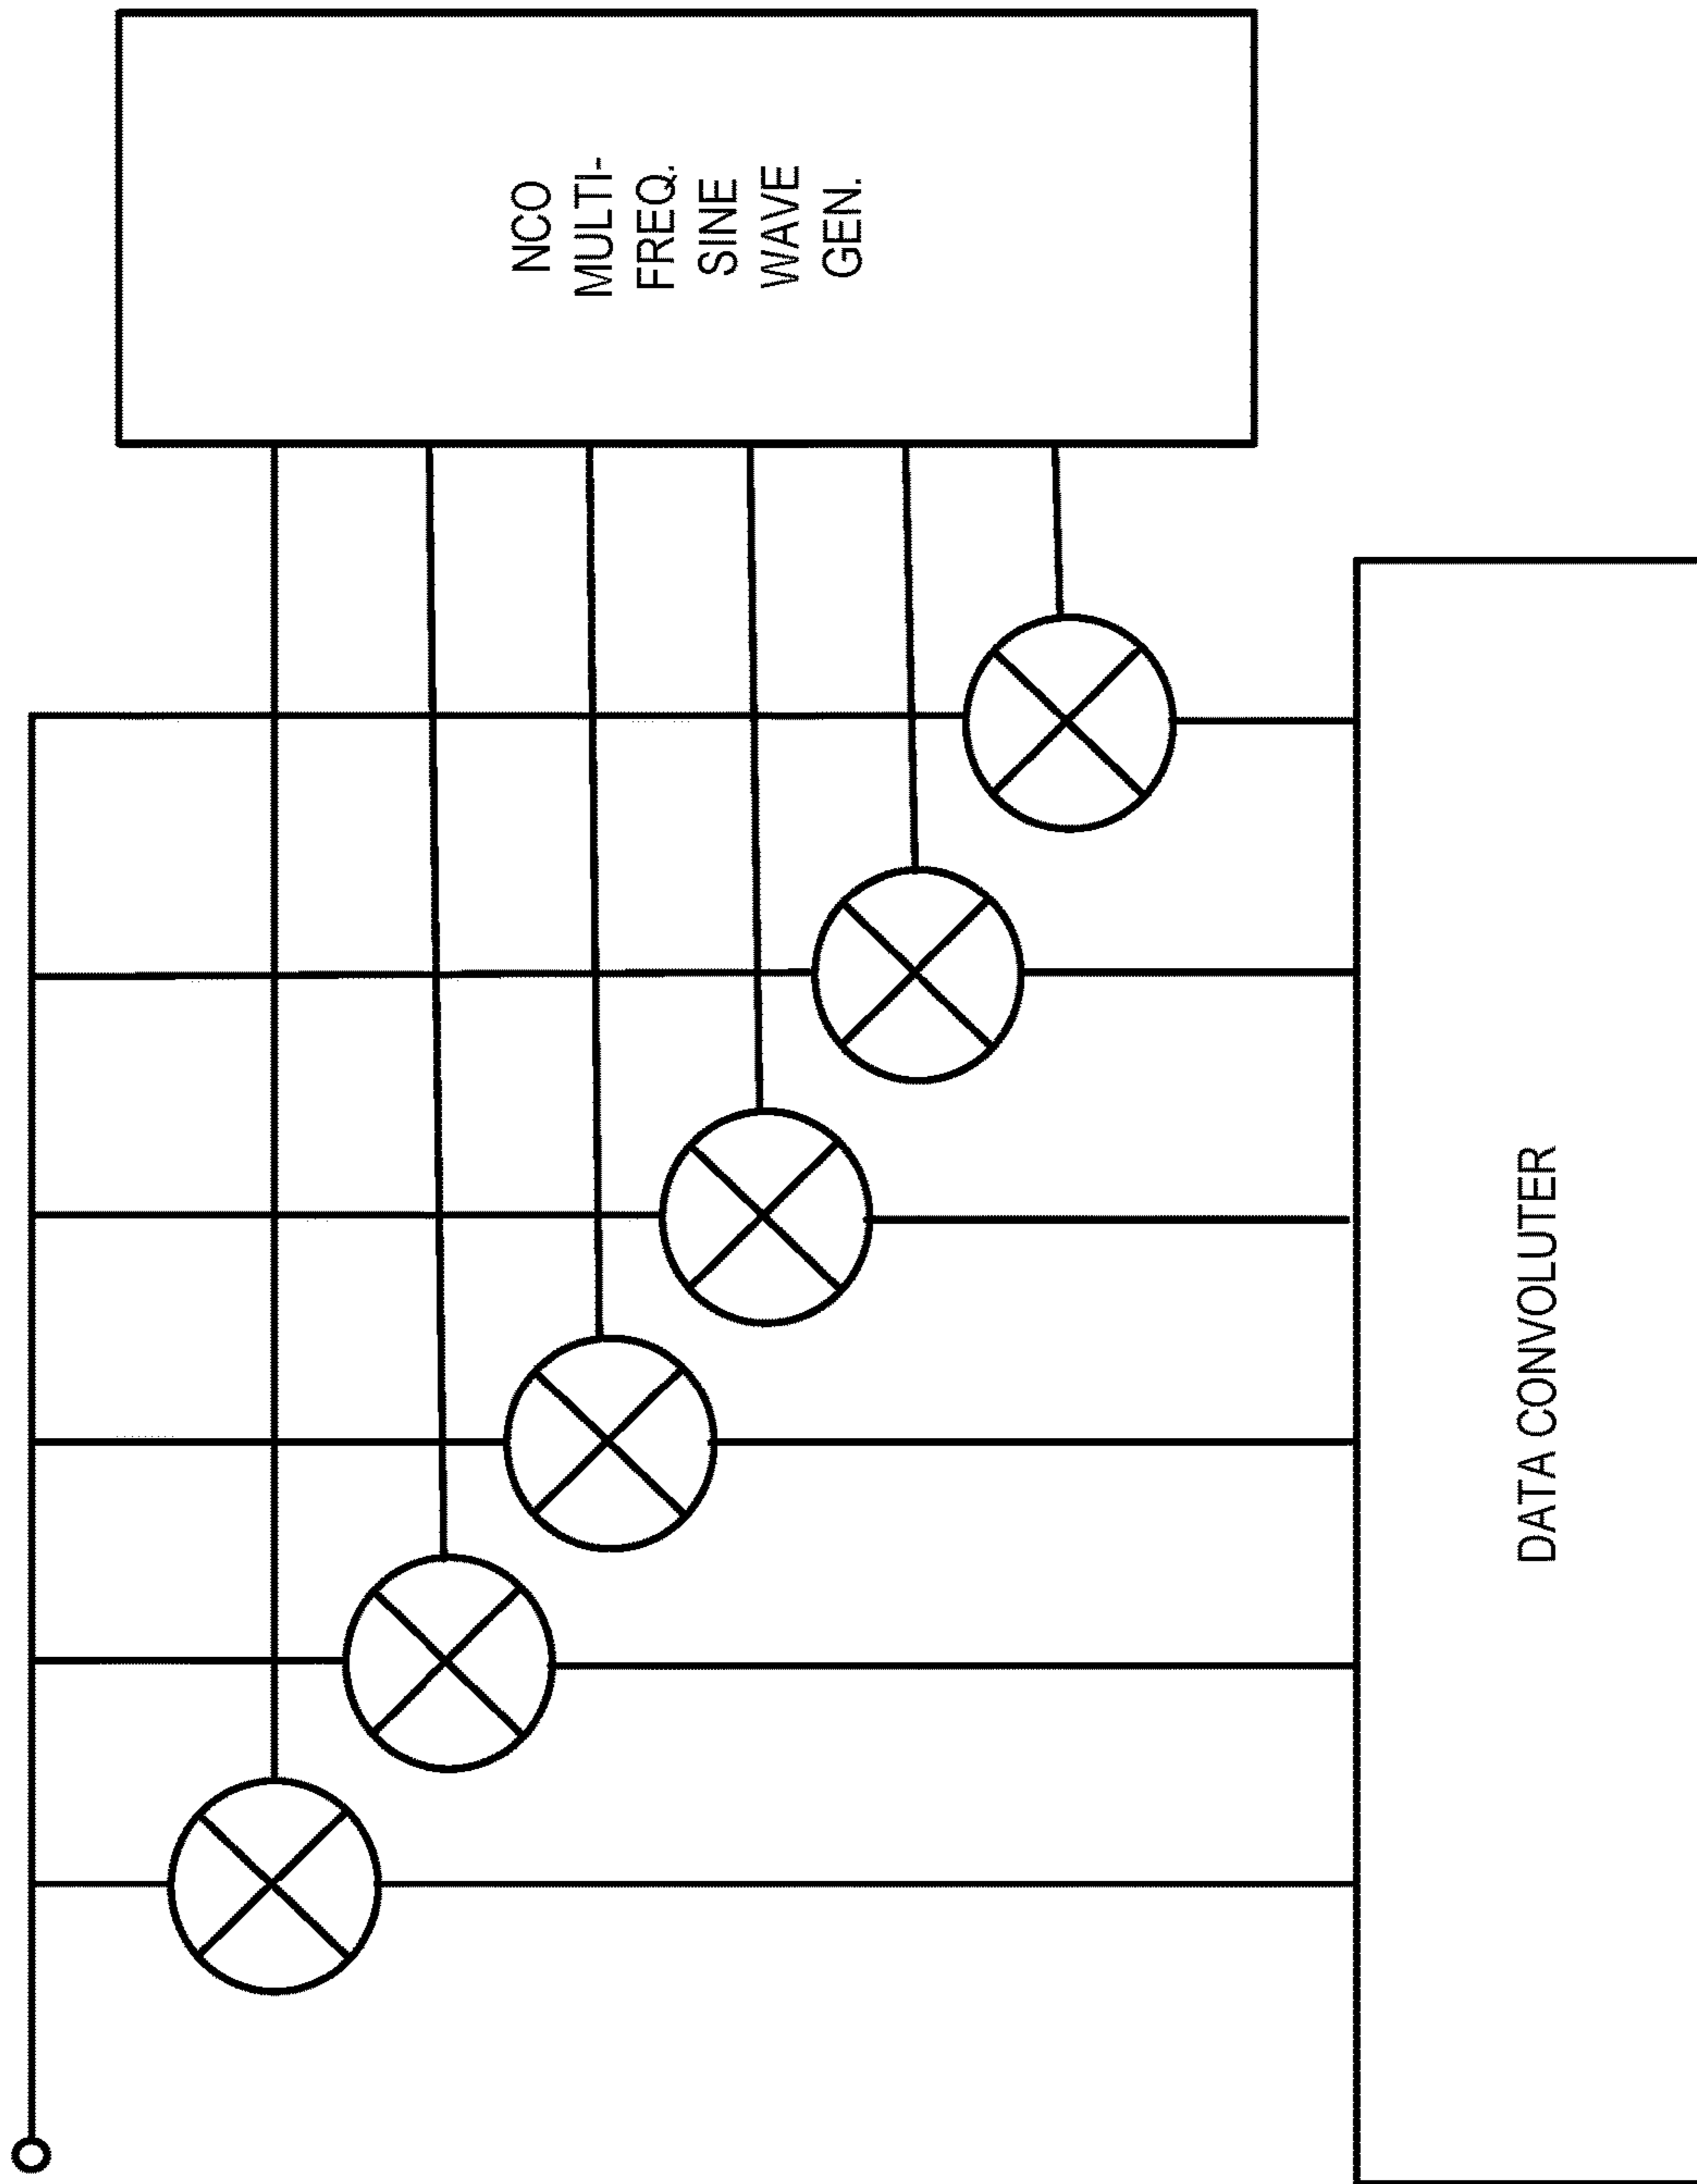 NCO
MULTI-
FREQ.
SINE
WAVE
GEN.
DATA CONVOLUTER